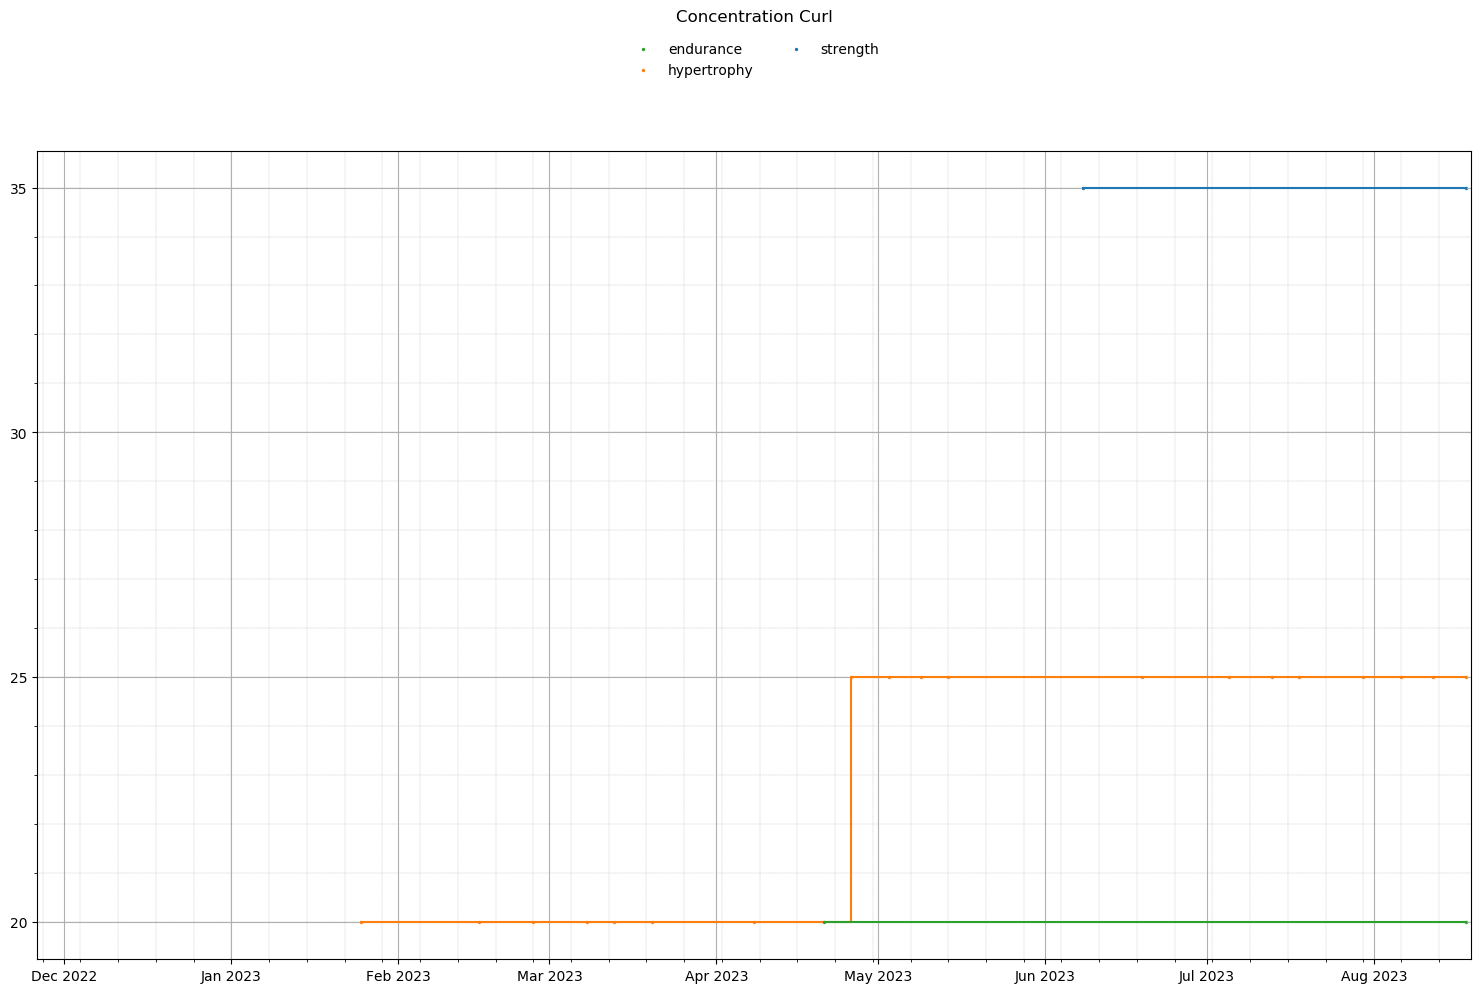 Concentration Curl
endurance strength
hypertrophy
35
30
25
20
Dec 2022 Jan 2023 Feb 2023 Mar 2023 Apr 2023 May 2023 Jun 2023 Jul 2023 Aug 2023